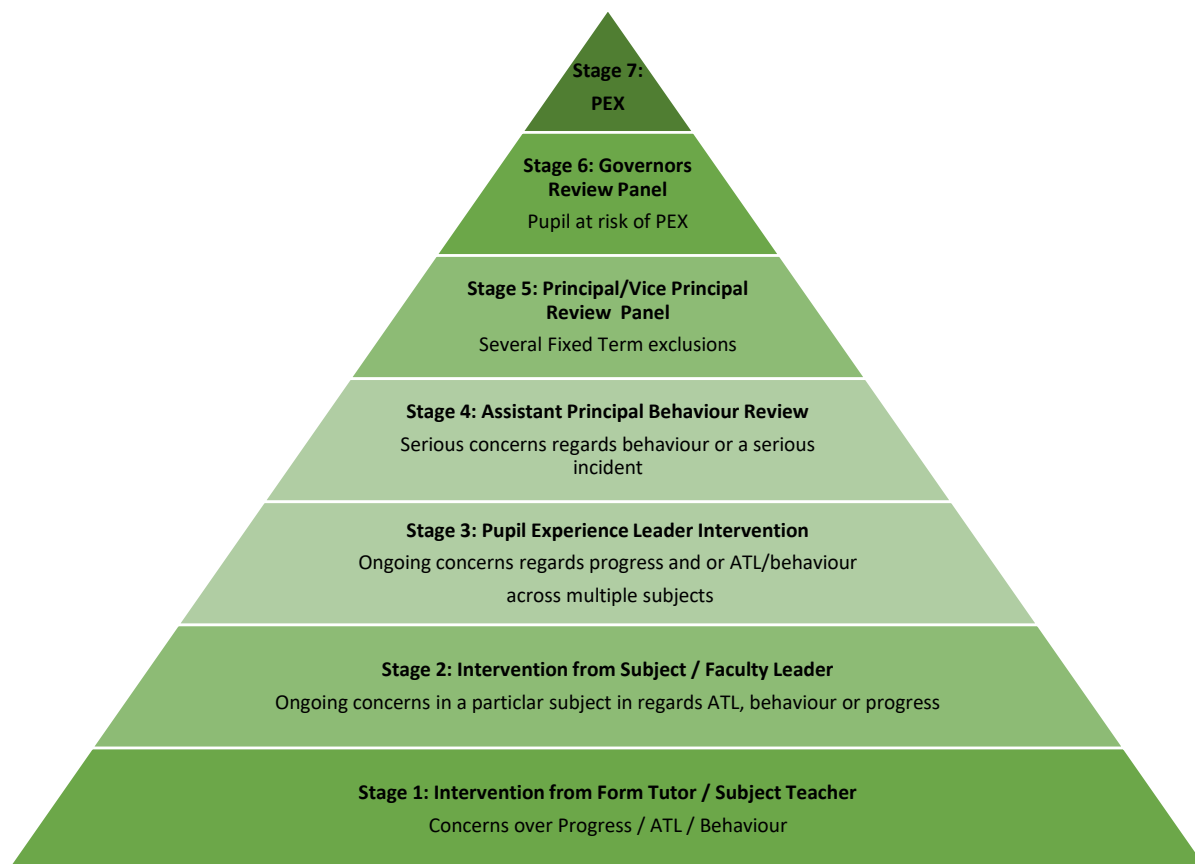 Stage 7:
PEX
Stage 6: Governors
Review Panel
Pupil at risk of PEX
Stage 5: Principal/Vice Principal
Review Panel
Several Fixed Term exclusions
Stage 4: Assistant Principal Behaviour Review
Serious concerns regards behaviour or a serious
incident
Stage 3: Pupil Experience Leader Intervention
Ongoing concerns regards progress and or ATL/behaviour
across multiple subjects
Stage 2: Intervention from Subject / Faculty Leader
Ongoing concerns in a particlar subject in regards ATL, behaviour or progress
Stage 1: Intervention from Form Tutor / Subject Teacher
Concerns over Progress / ATL / Behaviour